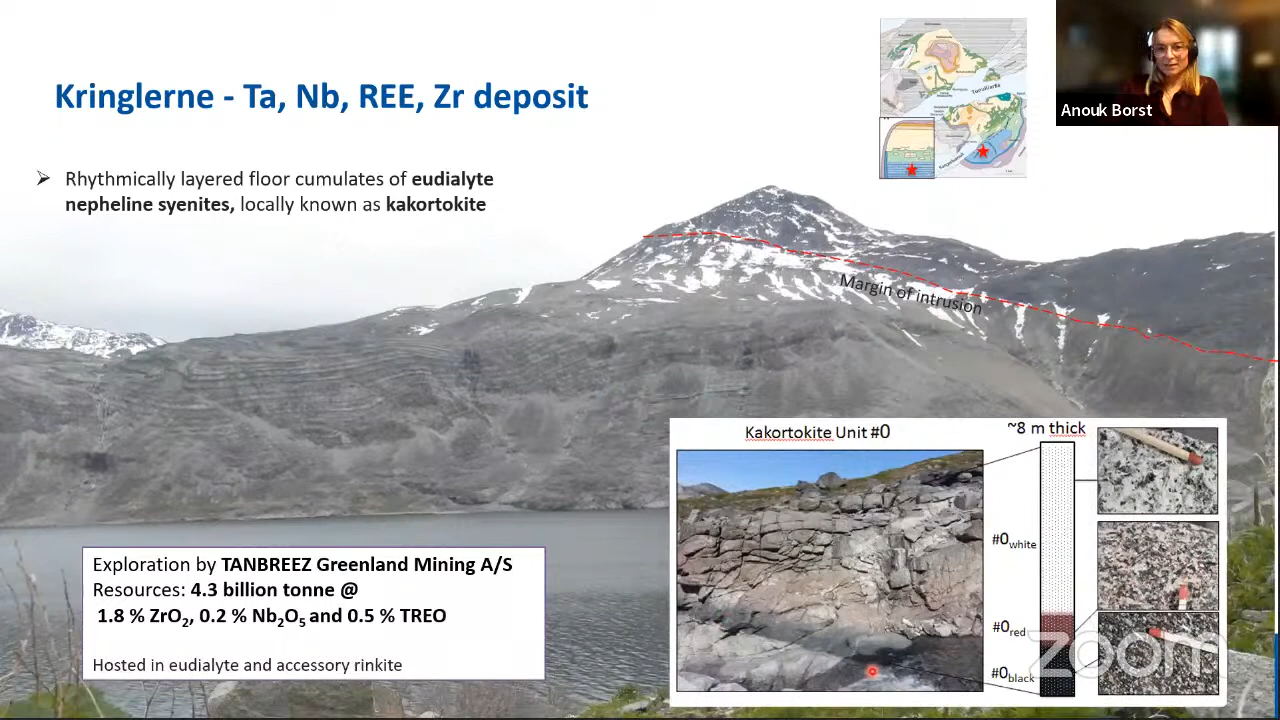 Kringlerne - Ta, Nb, REE, Zr deposit
Anouk Borst
➢ Rhythmically layered floor cumulates of eudialyte
nepheline syenites, locally known as kakortokite
Margin of intrusion
Kakortokite Unit #0
~8 m thick
#0white
#0red
#0black
Exploration by TANBREEZ Greenland Mining A/S
Resources: 4.3 billion tonne @
1.8 % ZrO₂, 0.2 % Nb₂O₅ and 0.5 % TREO
Hosted in eudialyte and accessory rinkite
zoom